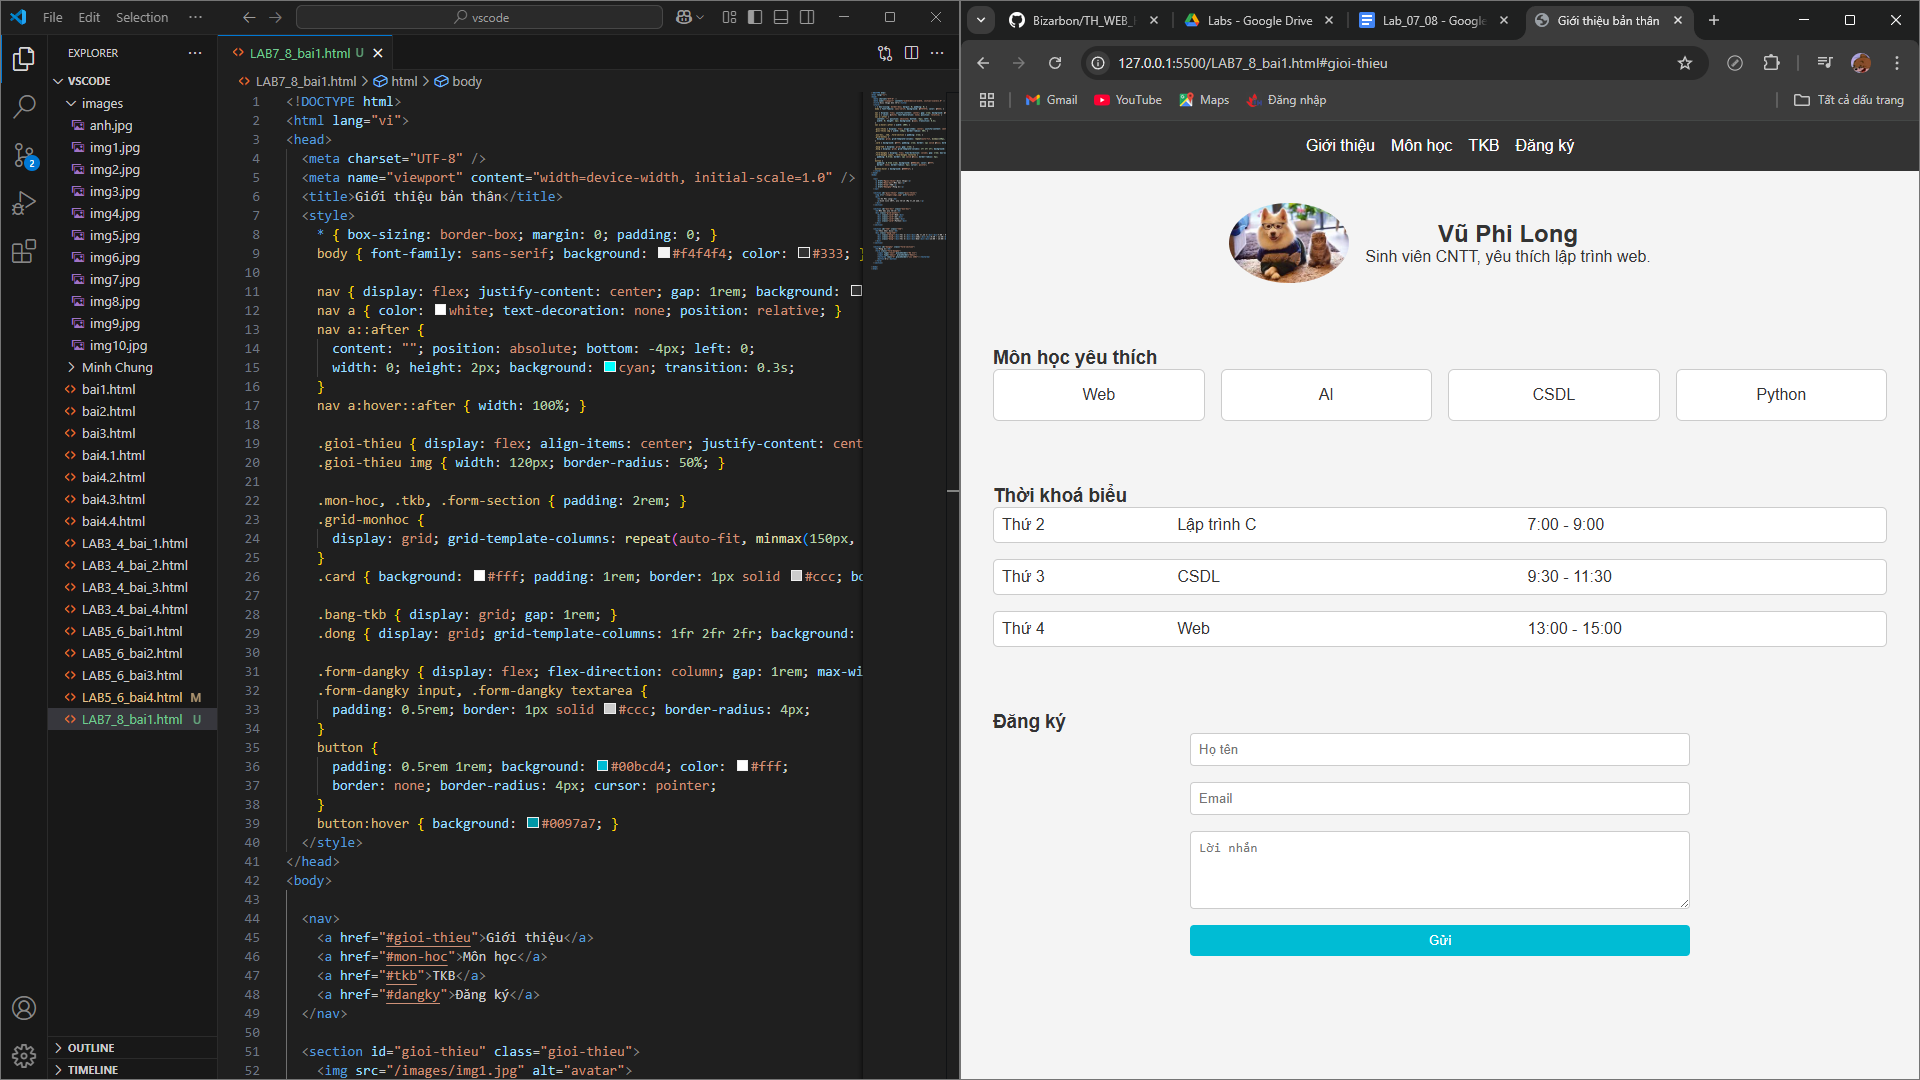 File Edit Selection ···
vscode
EXPLORER
VSCODE
images
anh.jpg
img1.jpg
img2.jpg
img3.jpg
img4.jpg
img5.jpg
img6.jpg
img7.jpg
img8.jpg
img9.jpg
img10.jpg
Minh Chung
bai1.html
bai2.html
bai3.html
bai4.1.html
bai4.2.html
bai4.3.html
bai4.4.html
LAB3_4_bai_1.html
LAB3_4_bai_2.html
LAB3_4_bai_3.html
LAB3_4_bai_4.html
LAB5_6_bai1.html
LAB5_6_bai2.html
LAB5_6_bai3.html
LAB5_6_bai4.html M
LAB7_8_bai1.html U
OUTLINE
TIMELINE
2
LAB7_8_bai1.html U
LAB7_8_bai1.html > html > body
1 <!DOCTYPE html>
2 <html lang="vi">
3 <head>
4 <meta charset="UTF-8" />
5 <meta name="viewport" content="width=device-width, initial-scale=1.0" />
6 <title>Giới thiệu bản thân</title>
7 <style>
8 * { box-sizing: border-box; margin: 0; padding: 0; }
9 body { font-family: sans-serif; background: #f4f4f4; color: #333; }
10
11 nav { display: flex; justify-content: center; gap: 1rem; background:
12 nav a { color: white; text-decoration: none; position: relative; }
13 nav a::after {
14 content: ""; position: absolute; bottom: -4px; left: 0;
15 width: 0; height: 2px; background: cyan; transition: 0.3s;
16 }
17 nav a:hover::after { width: 100%; }
18
19 .gioi-thieu { display: flex; align-items: center; justify-content: cent
20 .gioi-thieu img { width: 120px; border-radius: 50%; }
21
22 .mon-hoc, .tkb, .form-section { padding: 2rem; }
23 .grid-monhoc {
24 display: grid; grid-template-columns: repeat(auto-fit, minmax(150px,
25 }
26 .card { background: #fff; padding: 1rem; border: 1px solid #ccc; bo
27
28 .bang-tkb { display: grid; gap: 1rem; }
29 .dong { display: grid; grid-template-columns: 1fr 2fr 2fr; background:
30
31 .form-dangky { display: flex; flex-direction: column; gap: 1rem; max-wi
32 .form-dangky input, .form-dangky textarea {
33 padding: 0.5rem; border: 1px solid #ccc; border-radius: 4px;
34 }
35 button {
36 padding: 0.5rem 1rem; background: #00bcd4; color: #fff;
37 border: none; border-radius: 4px; cursor: pointer;
38 }
39 button:hover { background: #0097a7; }
40 </style>
41 </head>
42 <body>
43
44 <nav>
45 <a href="#gioi-thieu">Giới thiệu</a>
46 <a href="#mon-hoc">Môn học</a>
47 <a href="#tkb">TKB</a>
48 <a href="#dangky">Đăng ký</a>
49 </nav>
50
51 <section id="gioi-thieu" class="gioi-thieu">
52 <img src="/images/img1.jpg" alt="avatar">
Bizarbon/TH_WEB_ Labs - Google Drive Lab_07_08 - Google Giới thiệu bản thân
127.0.0.1:5500/LAB7_8_bai1.html#gioi-thieu
Gmail YouTube Maps Đăng nhập Tất cả dấu trang
Giới thiệu Môn học TKB Đăng ký
Vũ Phi Long
Sinh viên CNTT, yêu thích lập trình web.
Môn học yêu thích
Web AI CSDL Python
Thời khoá biểu
Thứ 2 Lập trình C 7:00 - 9:00
Thứ 3 CSDL 9:30 - 11:30
Thứ 4 Web 13:00 - 15:00
Đăng ký
Họ tên
Email
Lời nhắn
Gửi